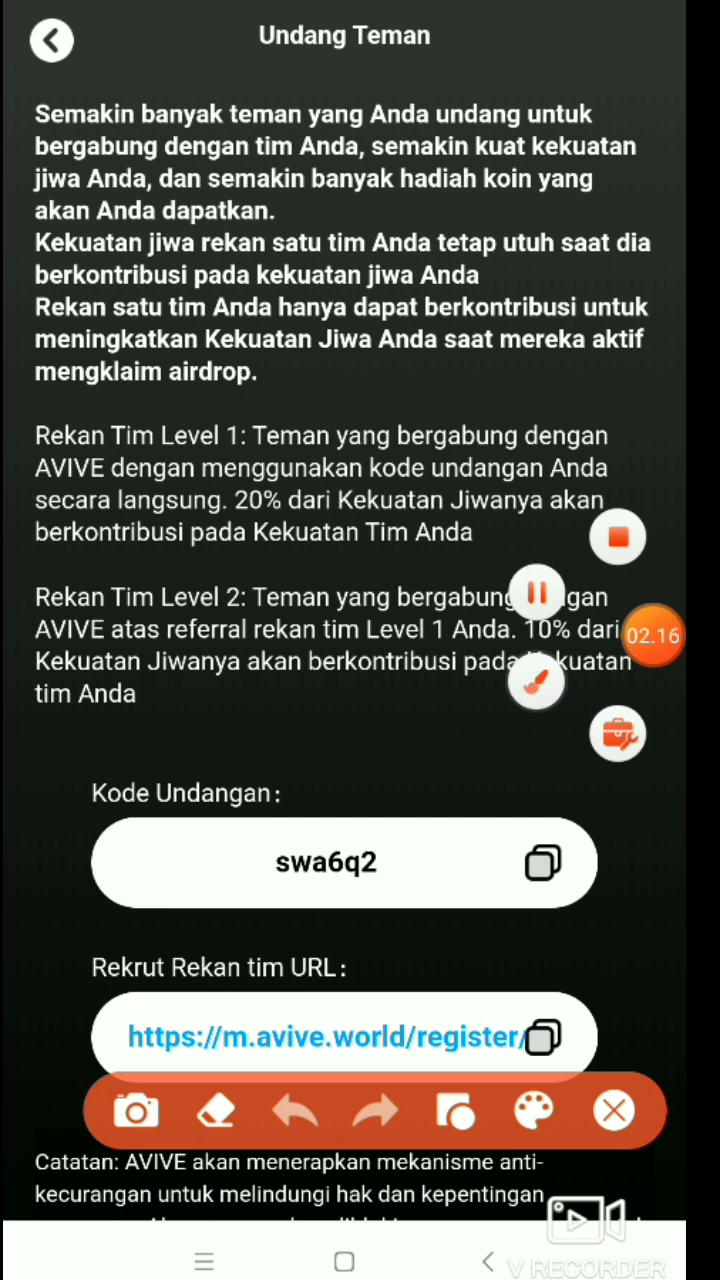 Undang Teman
Semakin banyak teman yang Anda undang untuk
bergabung dengan tim Anda, semakin kuat kekuatan
jiwa Anda, dan semakin banyak hadiah koin yang
akan Anda dapatkan.
Kekuatan jiwa rekan satu tim Anda tetap utuh saat dia
berkontribusi pada kekuatan jiwa Anda
Rekan satu tim Anda hanya dapat berkontribusi untuk
meningkatkan Kekuatan Jiwa Anda saat mereka aktif
mengklaim airdrop.
Rekan Tim Level 1: Teman yang bergabung dengan
AVIVE dengan menggunakan kode undangan Anda
secara langsung. 20% dari Kekuatan Jiwanya akan
berkontribusi pada Kekuatan Tim Anda
Rekan Tim Level 2: Teman yang bergabung gan
AVIVE atas referral rekan tim Level 1 Anda. 10% dari
02.16
Kekuatan Jiwanya akan berkontribusi pada kuatan
tim Anda
Kode Undangan:
swa6q2
Rekrut Rekan tim URL:
https://m.avive.world/register/
Catatan: AVIVE akan menerapkan mekanisme anti-
kecurangan untuk melindungi hak dan kepentingan
V RECORDER